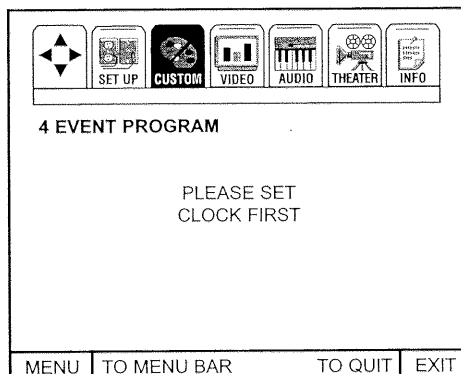 SET UP CUSTOM VIDEO AUDIO THEATER INFO
4 EVENT PROGRAM
PLEASE SET
CLOCK FIRST
MENU TO MENU BAR TO QUIT EXIT